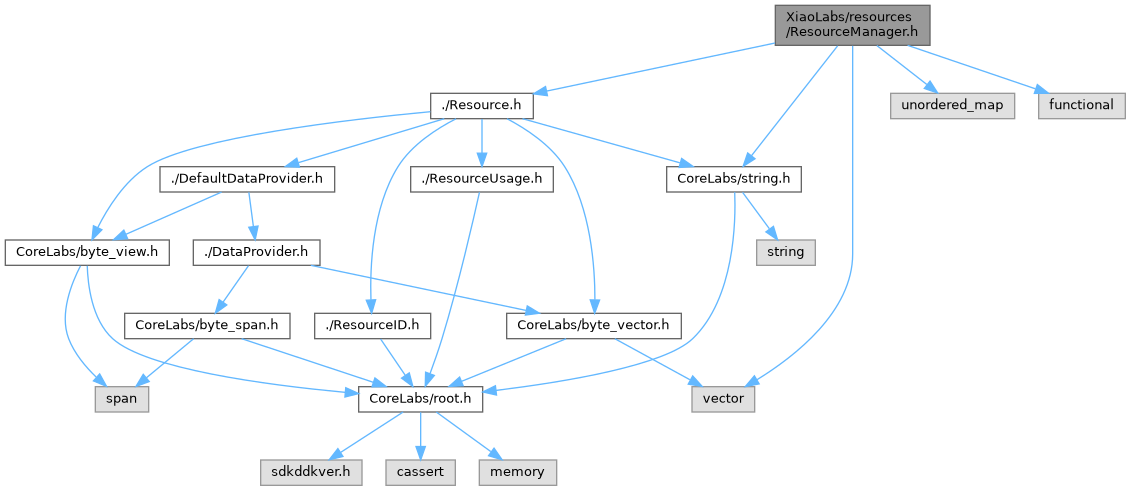 XiaoLabs/resources
/ResourceManager.h
./Resource.h
unordered_map
functional
./DefaultDataProvider.h
./ResourceUsage.h
CoreLabs/string.h
CoreLabs/byte_view.h
./DataProvider.h
string
CoreLabs/byte_span.h
./ResourceID.h
CoreLabs/byte_vector.h
span
CoreLabs/root.h
vector
sdkddkver.h
cassert
memory